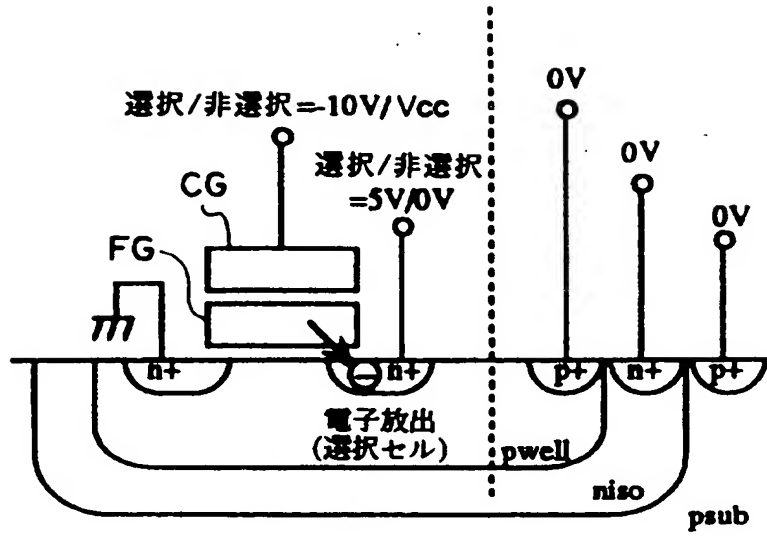 0V
選択/非選択=-10V/Vcc
選択/非選択
=5V/0V
0V
0V
CG
FG
n+
n+
p+
n+
p+
電子放出
(選択セル)
pwell
niso
psub